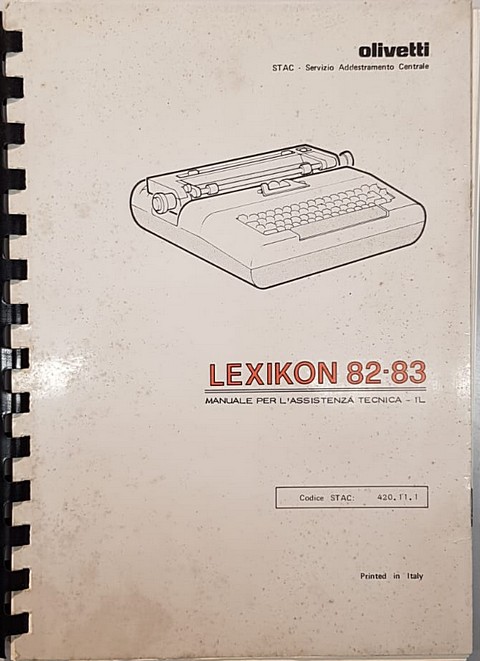 olivetti
STAC - Servizio Addestramento Centrale
LEXIKON 82-83
MANUALE PER L'ASSISTENZA TECNICA - 1'L
Codice STAC: 420.11.1
Printed in Italy